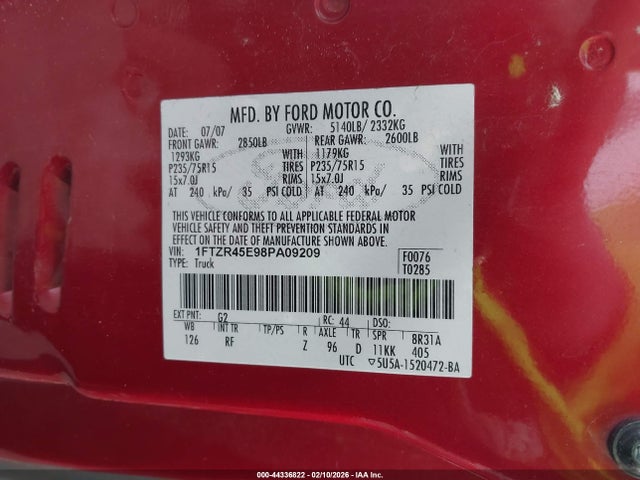 MFD. BY FORD MOTOR CO.
DATE: 07/07 GVWR: 5140LB/ 2332KG
FRONT GAWR: 2850LB REAR GAWR: 2600LB
1293KG WITH 1179KG WITH
P235/75R15 TIRES P235/75R15 TIRES
15x7.0J RIMS 15x7.0J RIMS
AT 240 kPa/ 35 PSI COLD AT 240 kPa/ 35 PSI COLD
THIS VEHICLE CONFORMS TO ALL APPLICABLE FEDERAL MOTOR
VEHICLE SAFETY AND THEFT PREVENTION STANDARDS IN
EFFECT ON THE DATE OF MANUFACTURE SHOWN ABOVE.
VIN: 1FTZR45E98PA09209 F0076
TYPE: Truck T0285
EXT PNT: G2 RC: 44 DSO:
WB INT TR TP/PS R AXLE TR SPR 8R31A
126 RF Z 96 D 11KK 405
UTC ▽5U5A-1520472-BA
000-44336822 - 02/10/2026 - IAA Inc.